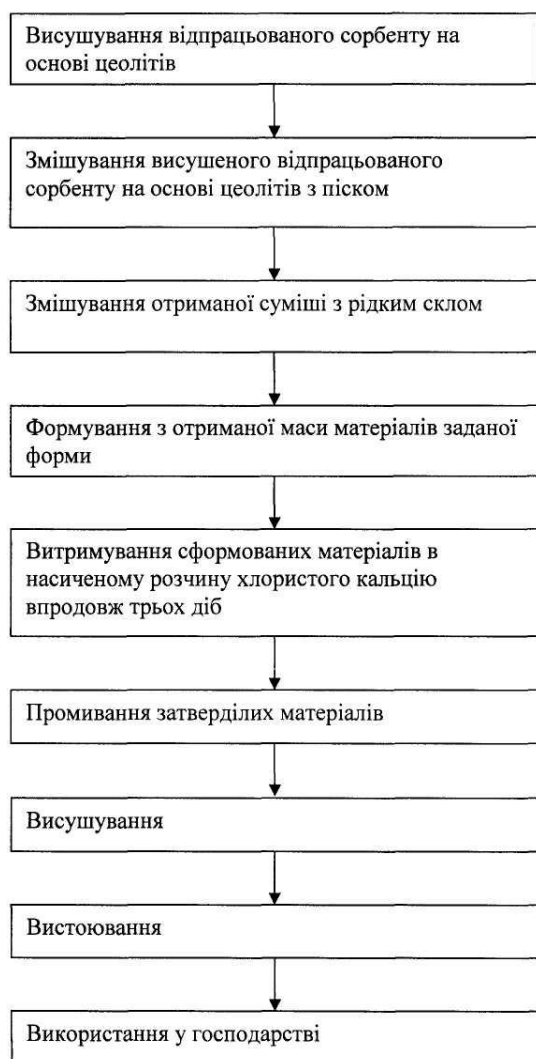 Висушування відпрацьованого сорбенту на
основі цеолітів
Змішування висушеного відпрацьованого
сорбенту на основі цеолітів з піском
Змішування отриманої суміші з рідким склом
Формування з отриманої маси матеріалів заданої
форми
Витримування сформованих матеріалів в
насиченому розчину хлористого кальцію
впродовж трьох діб
Промивання затверділих матеріалів
Висушування
Вистоювання
Використання у господарстві